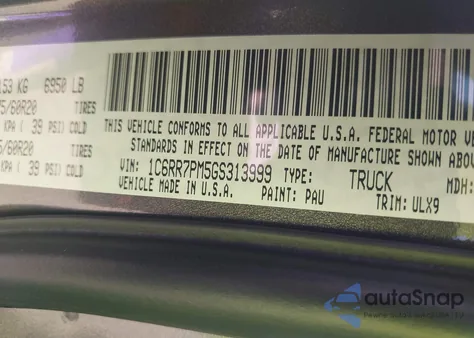 153 KG 6950 LB
5/60R20 TIRES
KPA ( 39 PSI) COLD
5/60R20 TIRES
KPA ( 39 PSI) COLD
THIS VEHICLE CONFORMS TO ALL APPLICABLE U.S.A. FEDERAL MOTOR VE
STANDARDS IN EFFECT ON THE DATE OF MANUFACTURE SHOWN ABOV
VIN: 1C6RR7PM5GS313999 TYPE: TRUCK MDH:
VEHICLE MADE IN U.S.A. PAINT: PAU TRIM: ULX9
autoSnap